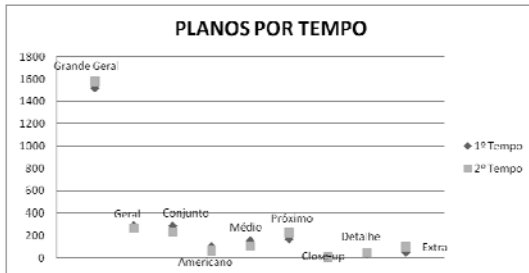 PLANOS POR TEMPO
1800
Grande Geral
1600
1400
1200
1000
800
600
400
Geral
Conjunto
Próximo
200
Médio
Detalhe
0
Americano
Close-up
Extra
1º Tempo
2º Tempo